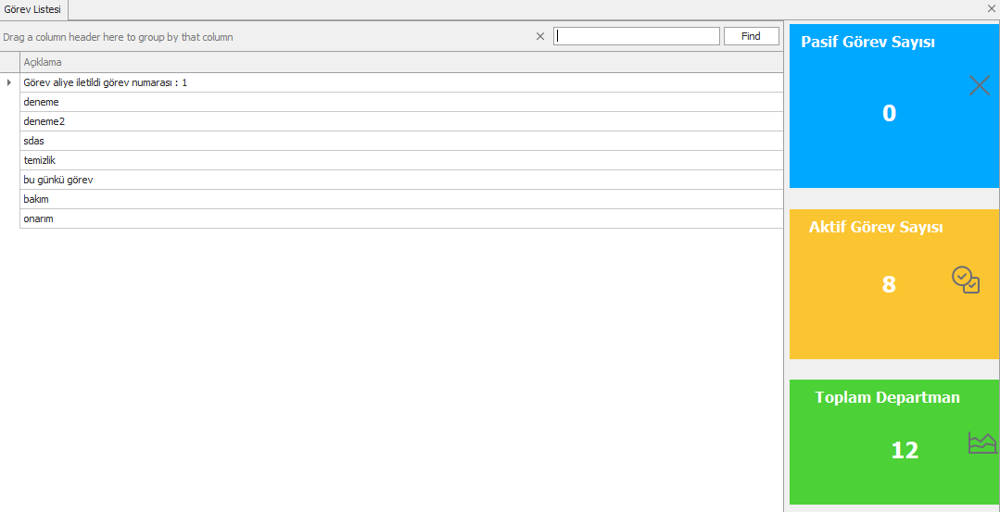 Görev Listesi
Drag a column header here to group by that column
Find
Açıklama
Görev aliye iletildi görev numarası : 1
deneme
deneme2
sdas
temizlik
bu günkü görev
bakım
onarım
Pasif Görev Sayısı
0
Aktif Görev Sayısı
8
Toplam Departman
12